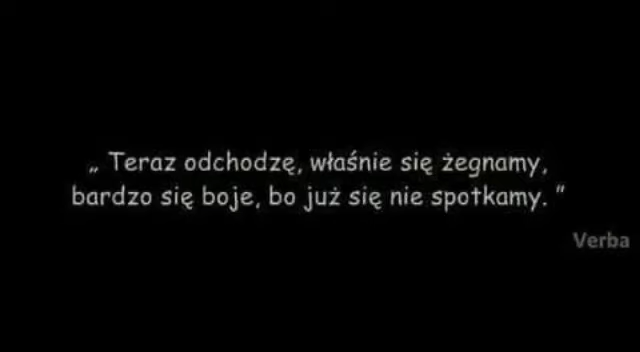 „ Teraz odchodzę, właśnie się żegnamy,
bardzo się boje, bo już się nie spotkamy. "
Verba